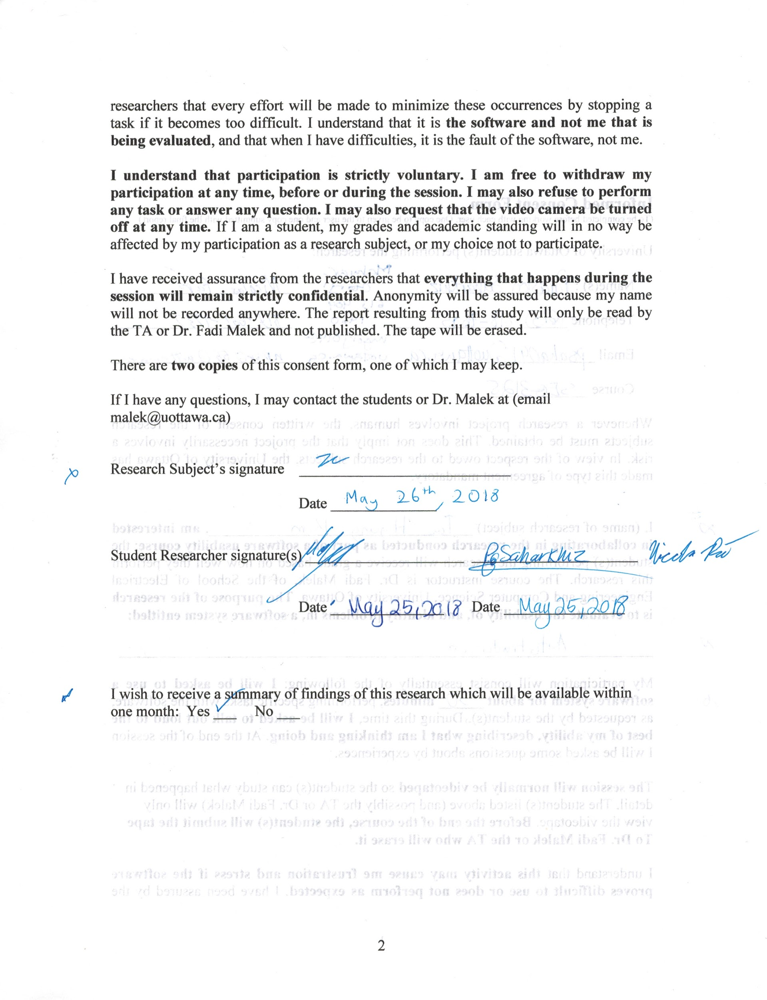 researchers that every effort will be made to minimize these occurrences by stopping a
task if it becomes too difficult. I understand that it is the software and not me that is
being evaluated, and that when I have difficulties, it is the fault of the software, not me.
I understand that participation is strictly voluntary. I am free to withdraw my
participation at any time, before or during the session. I may also refuse to perform
any task or answer any question. I may also request that the video camera be turned
off at any time. If I am a student, my grades and academic standing will in no way be
affected by my participation as a research subject, or my choice not to participate.
I have received assurance from the researchers that everything that happens during the
session will remain strictly confidential. Anonymity will be assured because my name
will not be recorded anywhere. The report resulting from this study will only be read by
the TA or Dr. Fadi Malek and not published. The tape will be erased.
There are two copies of this consent form, one of which I may keep.
If I have any questions, I may contact the students or Dr. Malek at (email
malek@uottawa.ca)
Research Subject's signature
Date May 26th, 2018
Student Researcher signature(s) Saharkhiz
Date May 25, 2018 Date May 25, 2018
I wish to receive a summary of findings of this research which will be available within
one month: Yes ✓ No
2